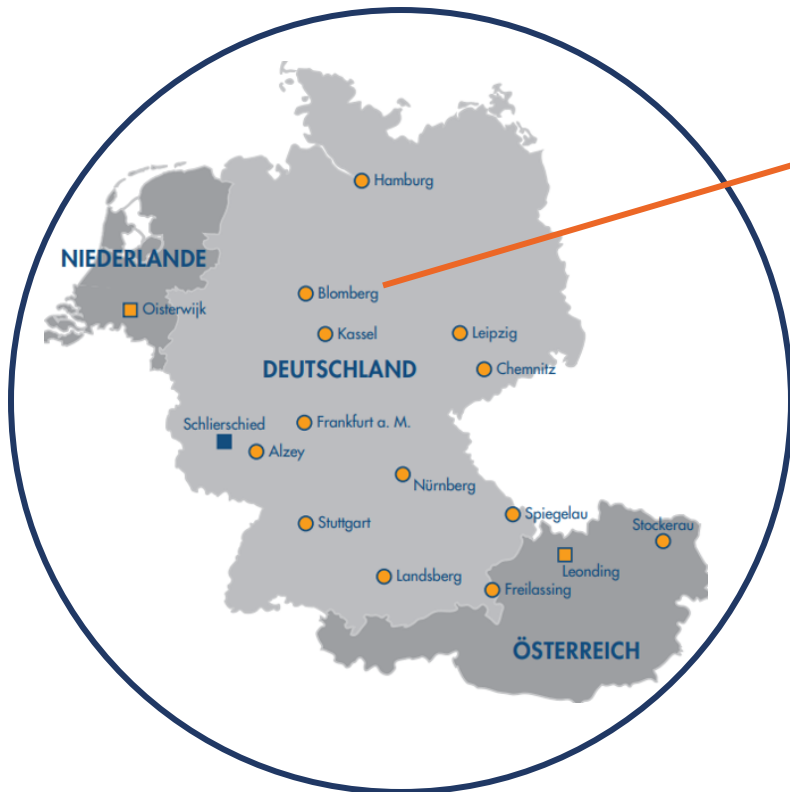 Hamburg
NIEDERLANDE
Blomberg
Oisterwijk
Kassel
Leipzig
DEUTSCHLAND
Chemnitz
Schlierschied
Frankfurt a. M.
Alzey
Nürnberg
Spiegelau
Stuttgart
Stockerau
Leonding
Landsberg
Freilassing
ÖSTERREICH